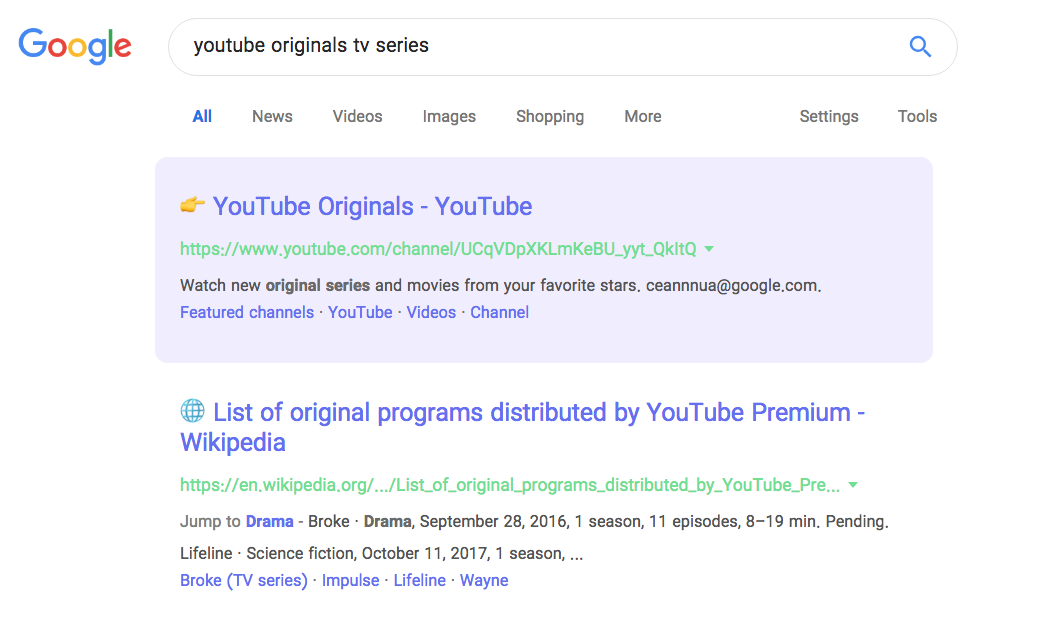 Google
youtube originals tv series
All News Videos Images Shopping More Settings Tools
YouTube Originals - YouTube
https://www.youtube.com/channel/UCqVDpXKLmKeBU_yyt_QkItQ
Watch new original series and movies from your favorite stars. ceannnua@google.com.
Featured channels · YouTube · Videos · Channel
List of original programs distributed by YouTube Premium -
Wikipedia
https://en.wikipedia.org/.../List_of_original_programs_distributed_by_YouTube_Pre...
Jump to Drama - Broke · Drama, September 28, 2016, 1 season, 11 episodes, 8–19 min. Pending.
Lifeline · Science fiction, October 11, 2017, 1 season, ...
Broke (TV series) · Impulse · Lifeline · Wayne